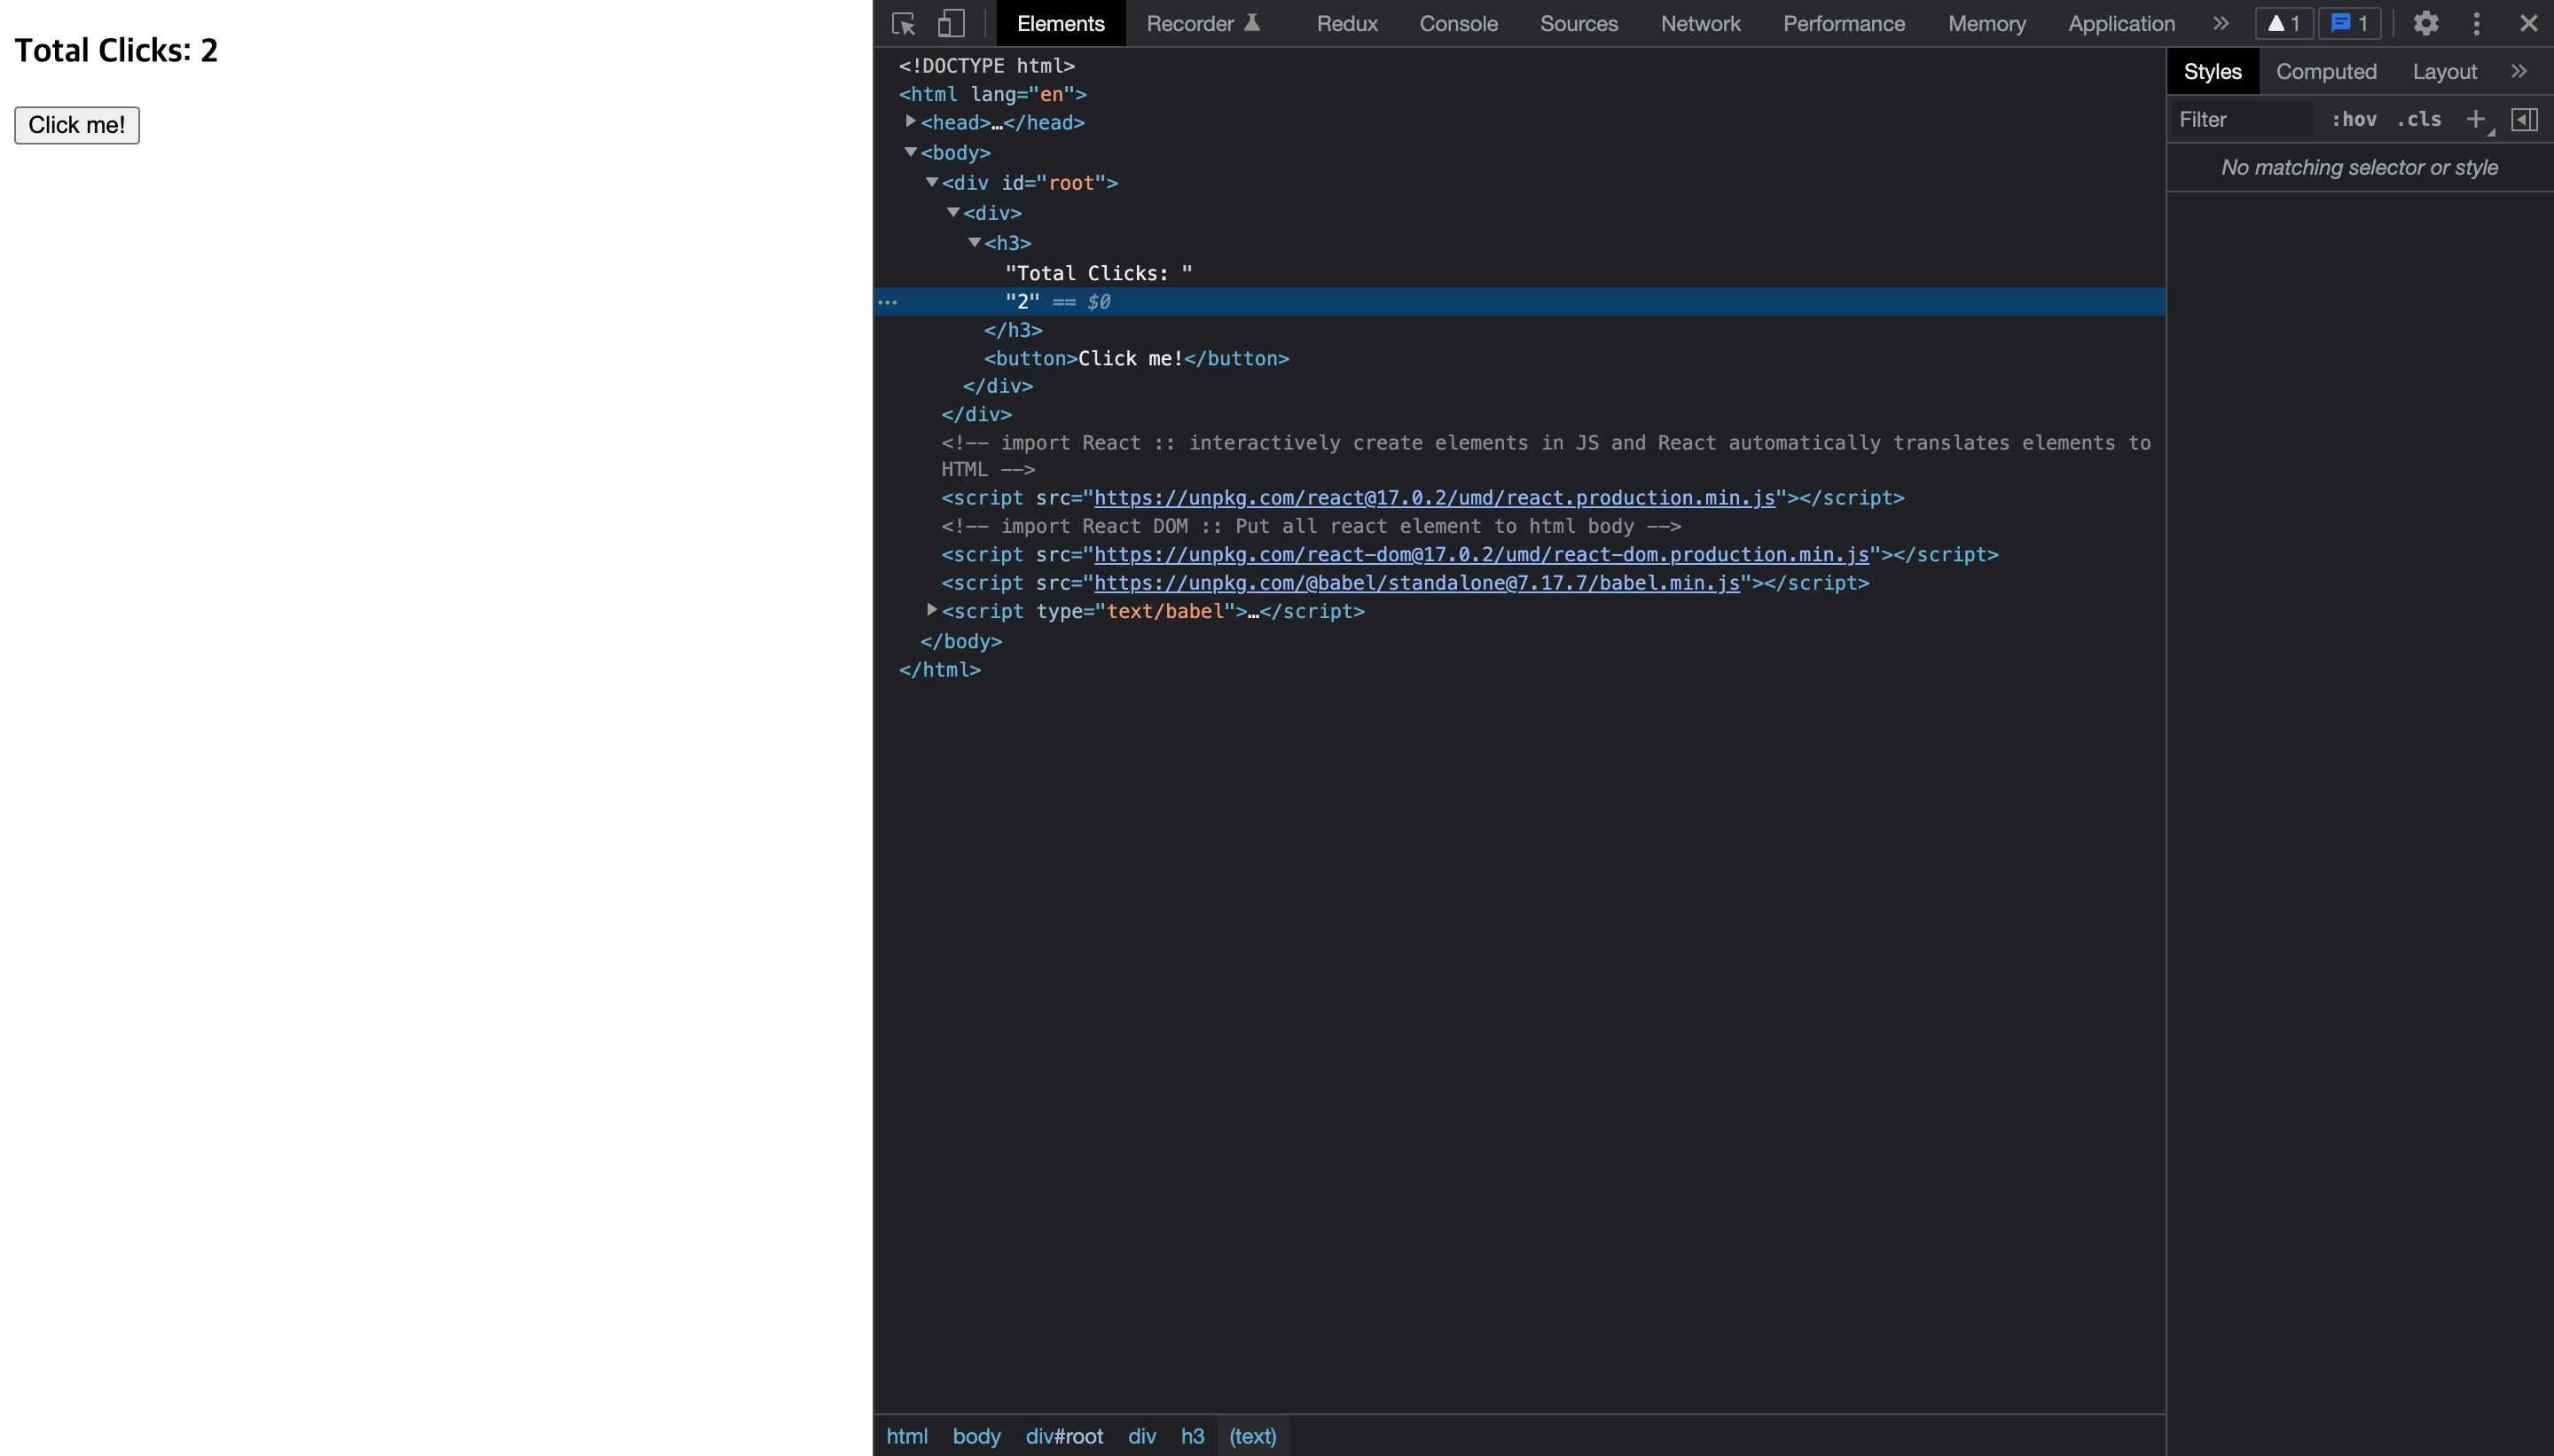 Total Clicks: 2
Click me!
Elements Recorder Redux Console Sources Network Performance Memory Application » 1 1
<!DOCTYPE html>
<html lang="en">
<head>…</head>
<body>
<div id="root">
<div>
<h3>
"Total Clicks: "
"2" == $0
</h3>
<button>Click me!</button>
</div>
</div>
<!-- import React :: interactively create elements in JS and React automatically translates elements to
HTML -->
<script src="https://unpkg.com/react@17.0.2/umd/react.production.min.js"></script>
<!-- import React DOM :: Put all react element to html body -->
<script src="https://unpkg.com/react-dom@17.0.2/umd/react-dom.production.min.js"></script>
<script src="https://unpkg.com/@babel/standalone@7.17.7/babel.min.js"></script>
<script type="text/babel">…</script>
</body>
</html>
html body div#root div h3 (text)
Styles Computed Layout »
Filter :hov .cls +
No matching selector or style